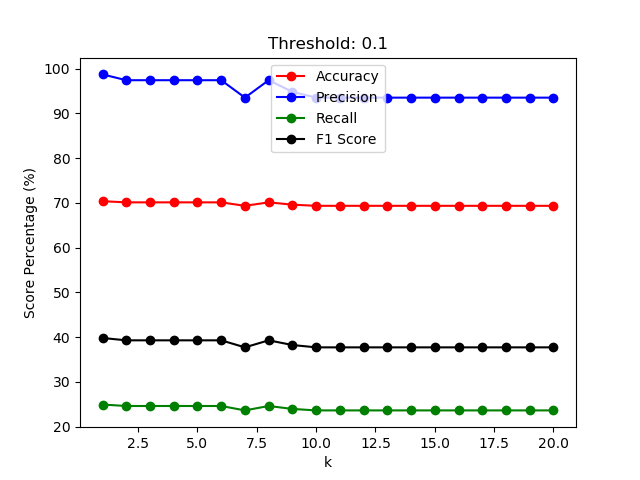 Threshold: 0.1
100
90
80
70
60
50
40
30
20
Score Percentage (%)
Accuracy
Precision
Recall
F1 Score
2.5 5.0 7.5 10.0 12.5 15.0 17.5 20.0
k